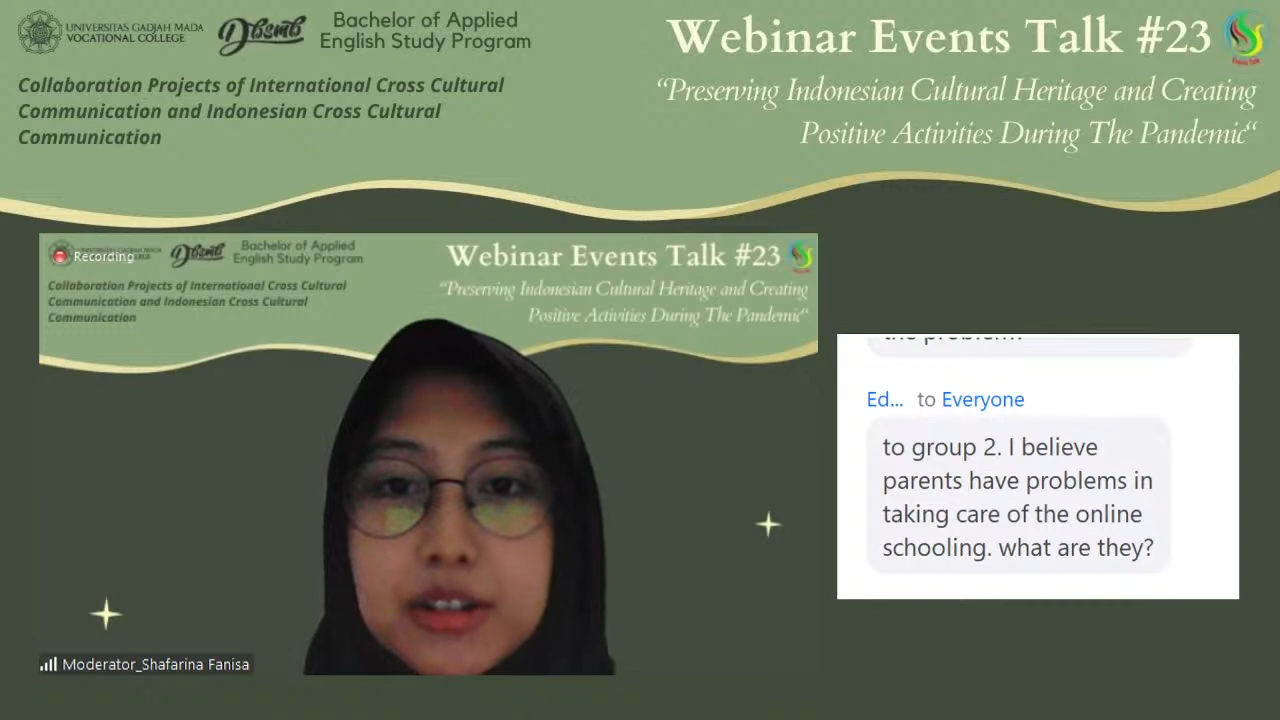 UNIVERSITAS GADJAH MADA
VOCATIONAL COLLEGE
Dbsmb
Bachelor of Applied
English Study Program
Collaboration Projects of International Cross Cultural
Communication and Indonesian Cross Cultural
Communication
Webinar Events Talk #23
“Preserving Indonesian Cultural Heritage and Creating
Positive Activities During The Pandemic“
Recording
Dbsmb
Bachelor of Applied
English Study Program
Collaboration Projects of International Cross Cultural
Communication and Indonesian Cross Cultural
Communication
Webinar Events Talk #23
“Preserving Indonesian Cultural Heritage and Creating
Positive Activities During The Pandemic“
Moderator_Shafarina Fanisa
the problem?
Ed... to Everyone
to group 2. I believe
parents have problems in
taking care of the online
schooling. what are they?